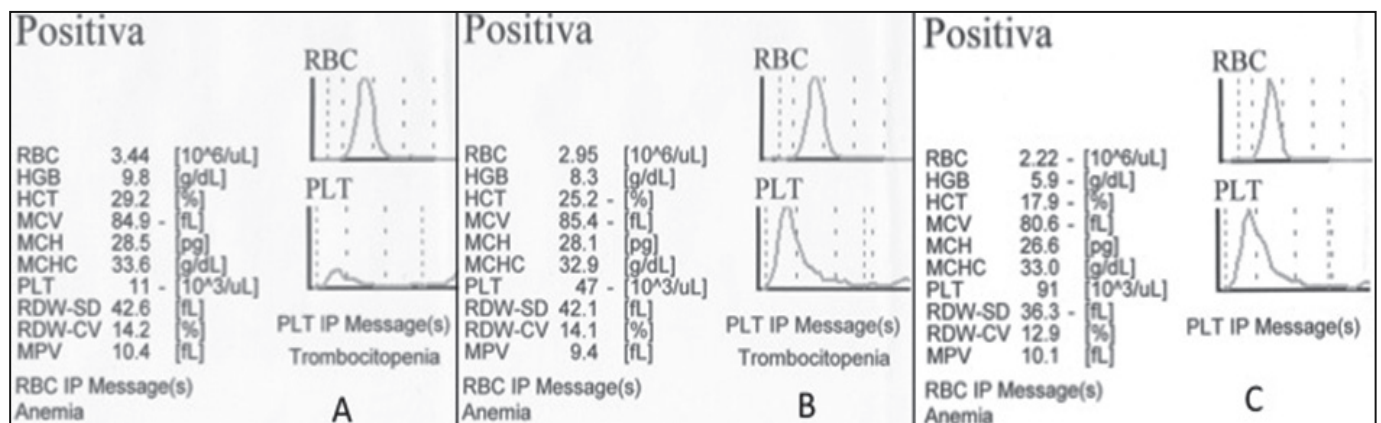 Positiva
RBC
RBC 3.44 [10^6/uL]
HGB 9.8 [g/dL]
HCT 29.2 [%]
MCV 84.9 - [fL]
MCH 28.5 [pg]
MCHC 33.6 [g/dL]
PLT 11 - [10^3/uL]
RDW-SD 42.6 [fL]
RDW-CV 14.2 [%]
MPV 10.4 [fL]
PLT
PLT IP Message(s)
Trombocitopenia
RBC IP Message(s)
Anemia
A
Positiva
RBC
RBC 2.95 [10^6/uL]
HGB 8.3 [g/dL]
HCT 25.2 - [%]
MCV 85.4 - [fL]
MCH 28.1 [pg]
MCHC 32.9 [g/dL]
PLT 47 - [10^3/uL]
RDW-SD 42.1 [fL]
RDW-CV 14.1 [%]
MPV 9.4 [fL]
PLT
PLT IP Message(s)
Trombocitopenia
RBC IP Message(s)
Anemia
B
Positiva
RBC
RBC 2.22 - [10^6/uL]
HGB 5.9 - [g/dL]
HCT 17.9 - [%]
MCV 80.6 - [fL]
MCH 26.6 [pg]
MCHC 33.0 [g/dL]
PLT 91 [10^3/uL]
RDW-SD 36.3 - [fL]
RDW-CV 12.9 [%]
MPV 10.1 [fL]
PLT
PLT IP Message(s)
RBC IP Message(s)
Anemia
C